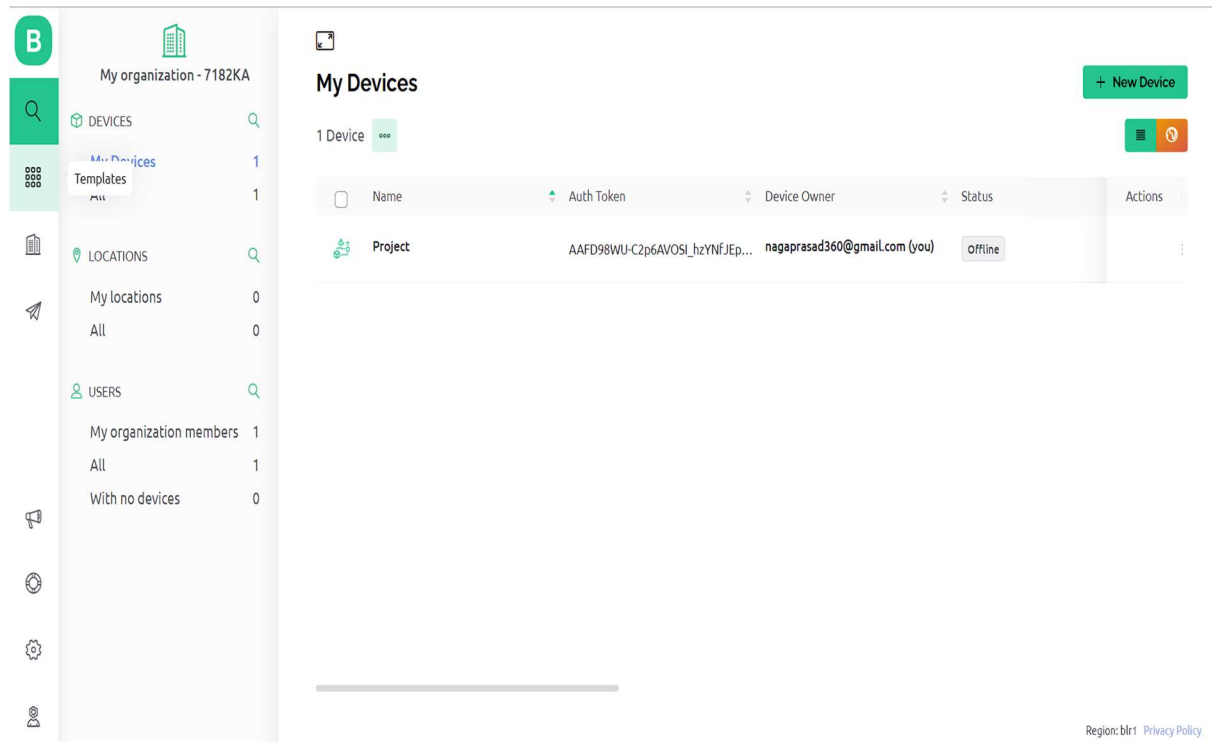 B
My organization - 7182KA
DEVICES
My Devices 1
Templates
All 1
LOCATIONS
My locations 0
All 0
USERS
My organization members 1
All 1
With no devices 0
My Devices
+ New Device
1 Device
Name Auth Token Device Owner Status Actions
Project AAFD98WU-C2p6AVOSI_hzYNfJEp... nagaprasad360@gmail.com (you) Offline
Region: blr1 Privacy Policy